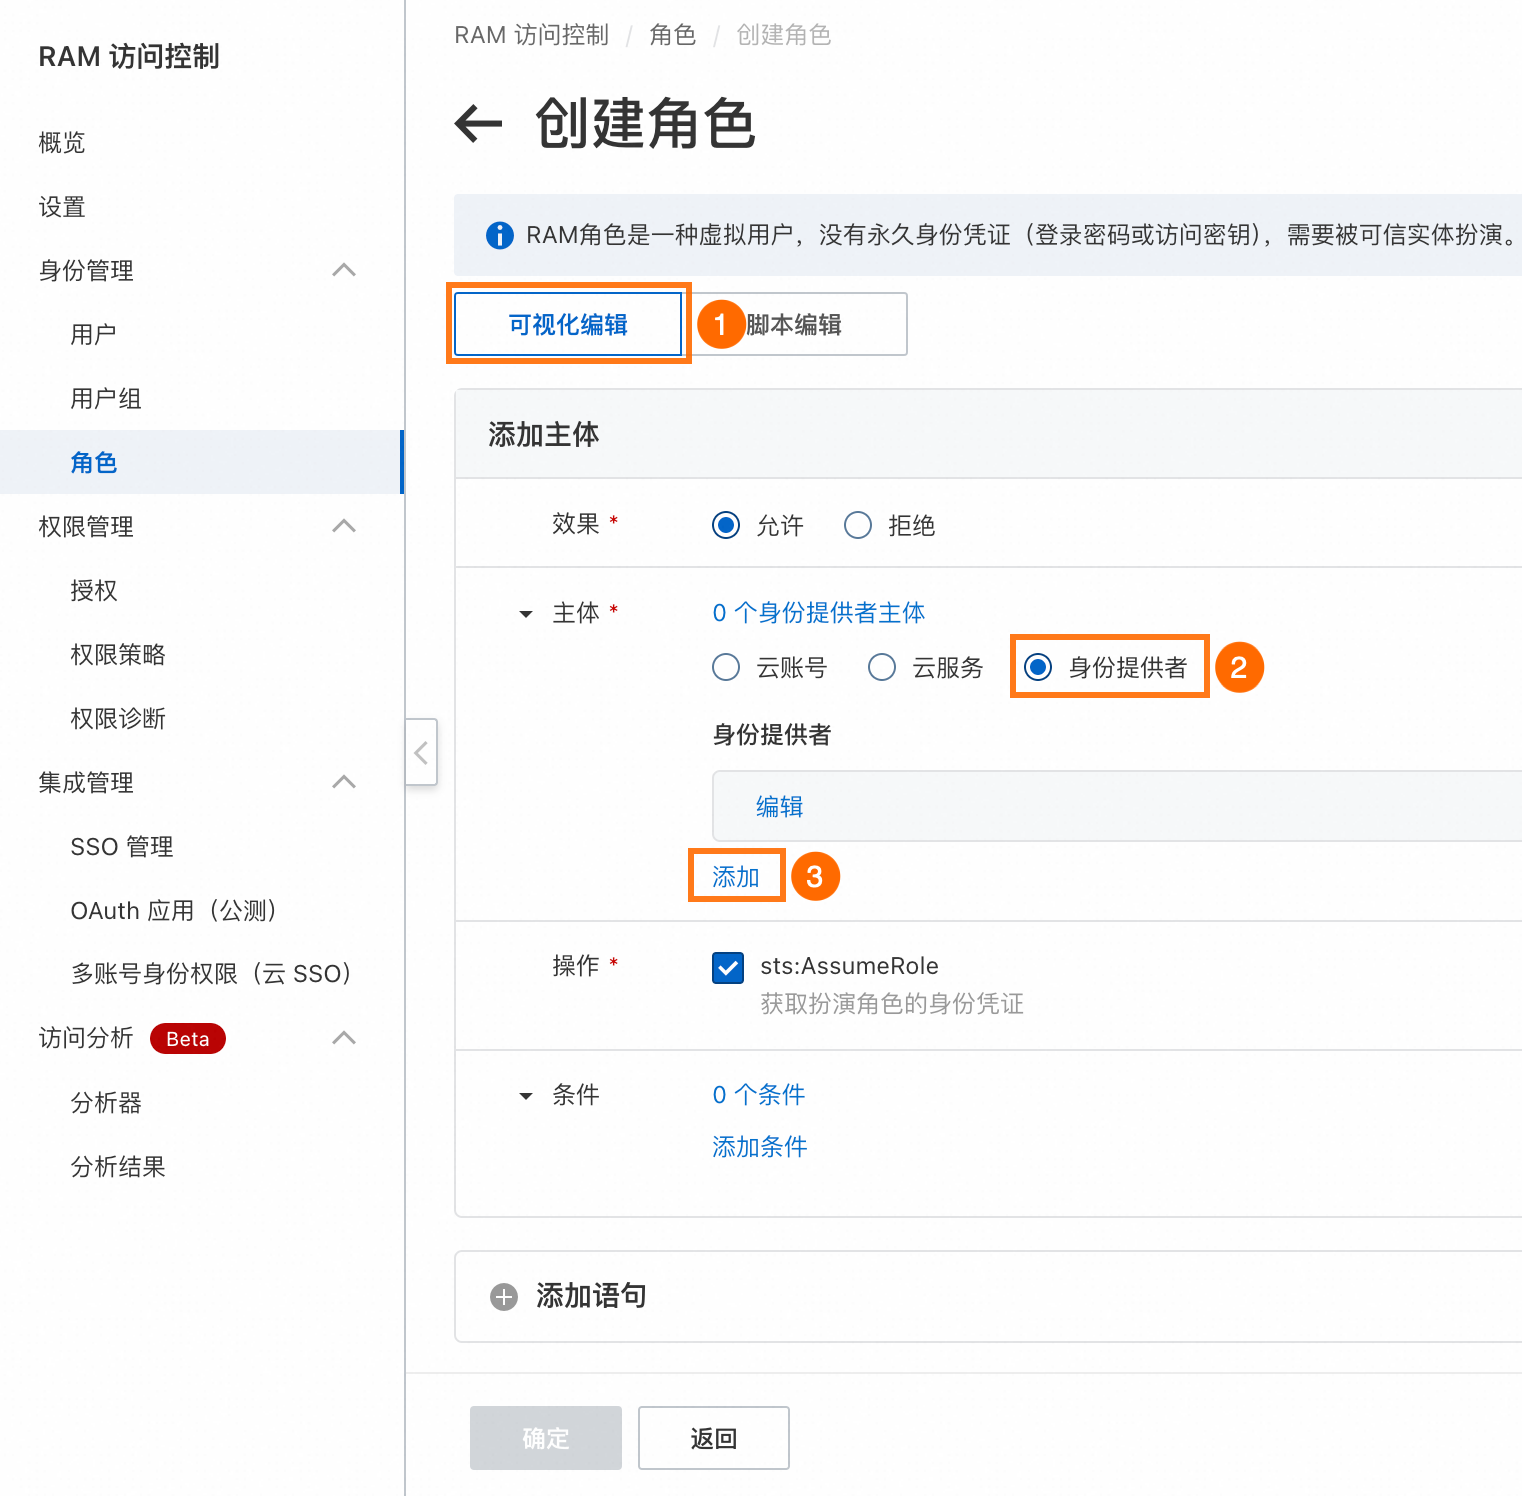 RAM 访问控制
概览
设置
身份管理
用户
用户组
角色
权限管理
授权
权限策略
权限诊断
集成管理
SSO 管理
OAuth 应用（公测）
多账号身份权限（云 SSO）
访问分析 Beta
分析器
分析结果
RAM 访问控制 / 角色 / 创建角色
创建角色
RAM角色是一种虚拟用户，没有永久身份凭证（登录密码或访问密钥），需要被可信实体扮演。
可视化编辑 1 脚本编辑
添加主体
效果 * 允许 拒绝
主体 * 0 个身份提供者主体
云账号 云服务 身份提供者 2
身份提供者
编辑
添加 3
操作 * sts:AssumeRole
获取扮演角色的身份凭证
条件 0 个条件
添加条件
添加语句
确定 返回